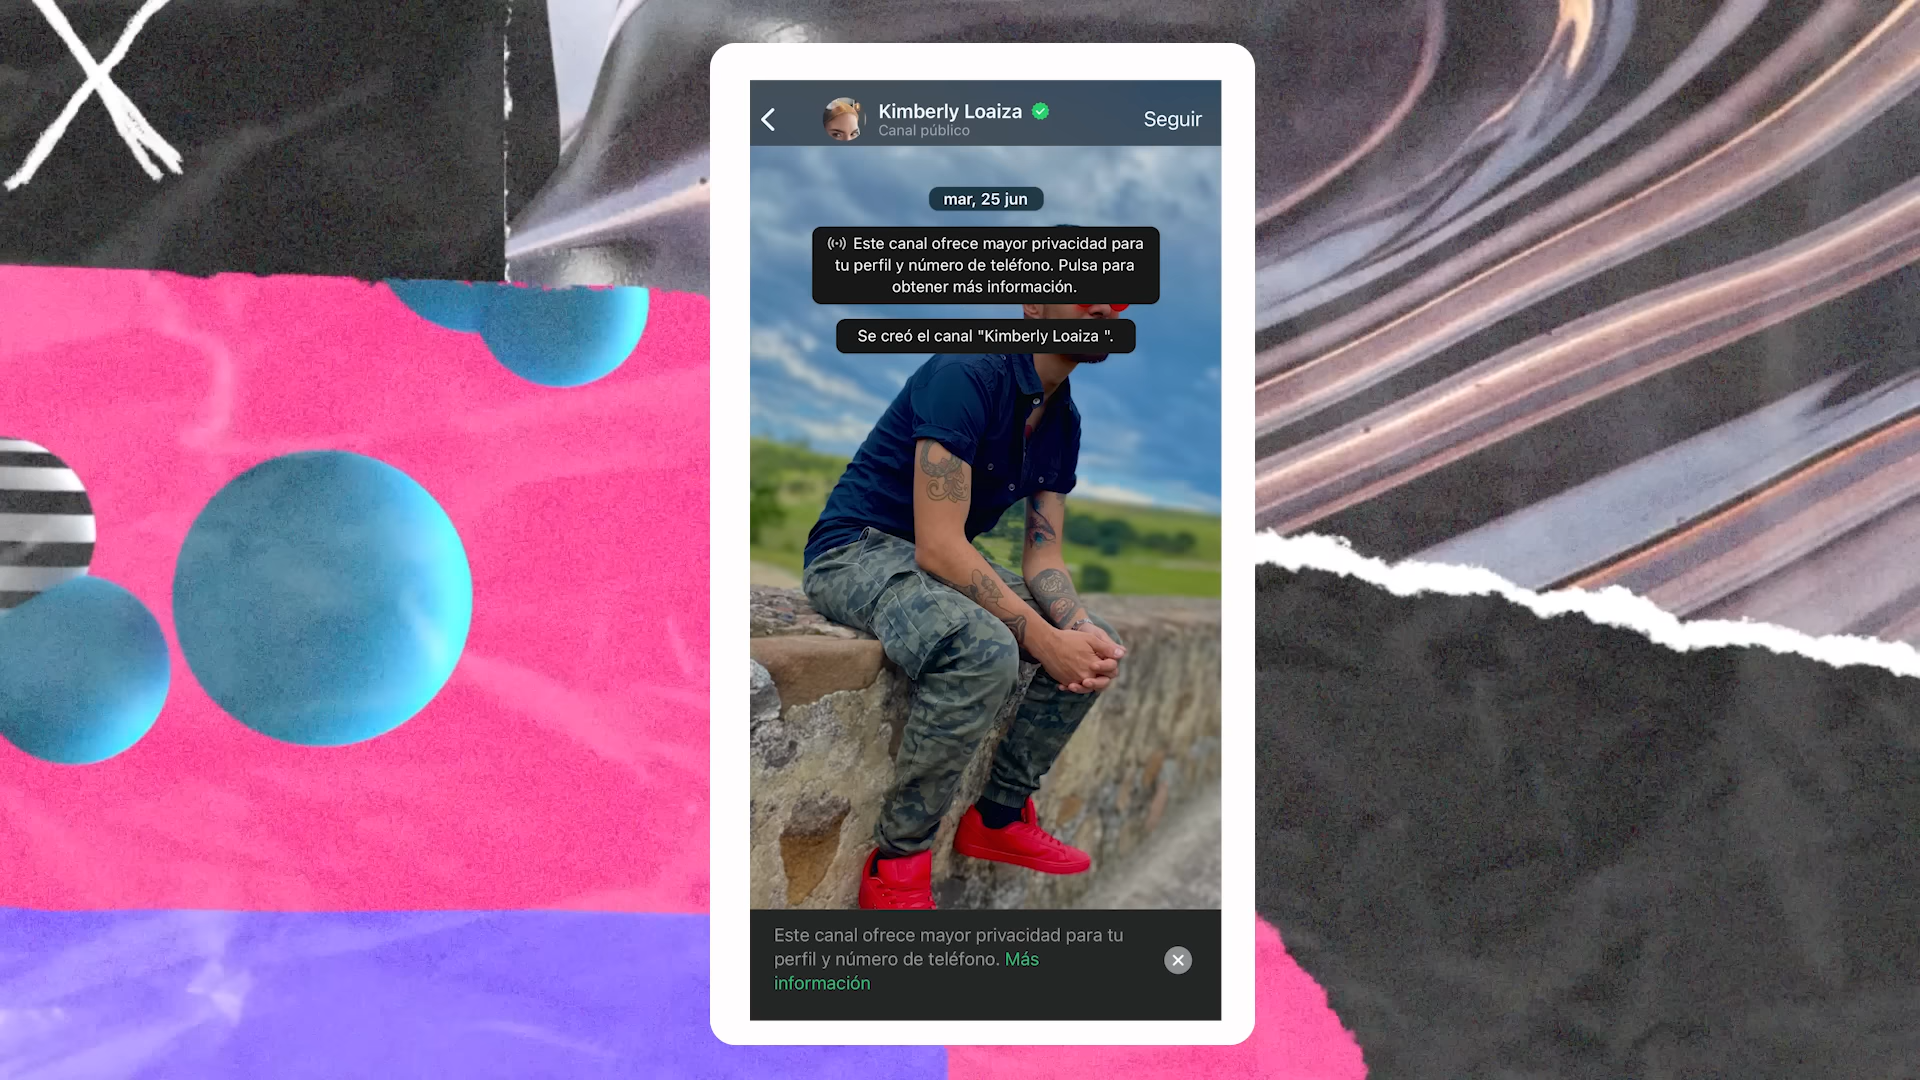 Kimberly Loaiza
Canal público
Seguir
mar, 25 jun
Este canal ofrece mayor privacidad para
tu perfil y número de teléfono. Pulsa para
obtener más información.
Se creó el canal "Kimberly Loaiza ".
Este canal ofrece mayor privacidad para tu
perfil y número de teléfono. Más
información